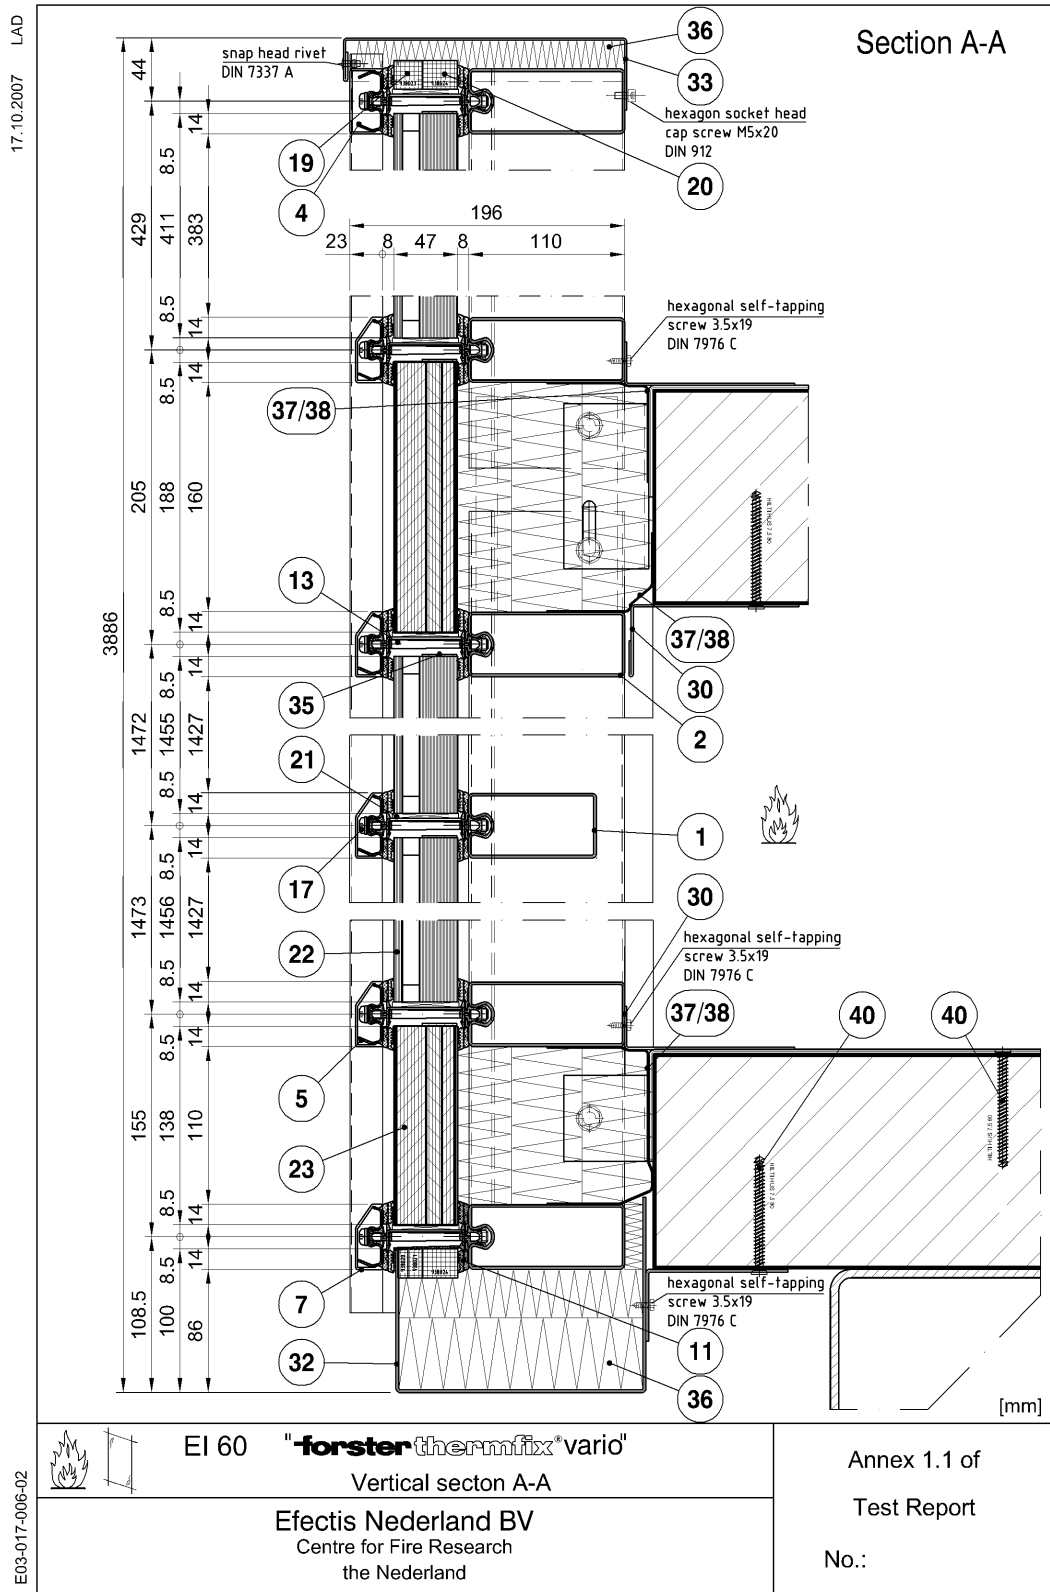 Section A-A
LAD
17.10.2007
E03-017-006-02
36
33
snap head rivet
DIN 7337 A
hexagon socket head
cap screw M5x20
DIN 912
19
20
4
196
23
8
47
8
110
hexagonal self-tapping
screw 3.5x19
DIN 7976 C
37/38
13
37/38
35
30
2
21
1
17
30
22
hexagonal self-tapping
screw 3.5x19
DIN 7976 C
37/38
40
40
5
23
7
hexagonal self-tapping
screw 3.5x19
DIN 7976 C
11
32
36
3886
44
429
205
1472
1473
155
108.5
8.5
411
8.5
8.5
188
8.5
8.5
1455
8.5
8.5
1456
8.5
8.5
138
8.5
8.5
100
14
383
14
14
160
14
14
1427
14
14
1427
14
14
110
14
14
86
[mm]
EI 60 "forster thermfix® vario"
Vertical secton A-A
Efectis Nederland BV
Centre for Fire Research
the Nederland
Annex 1.1 of
Test Report
No.: